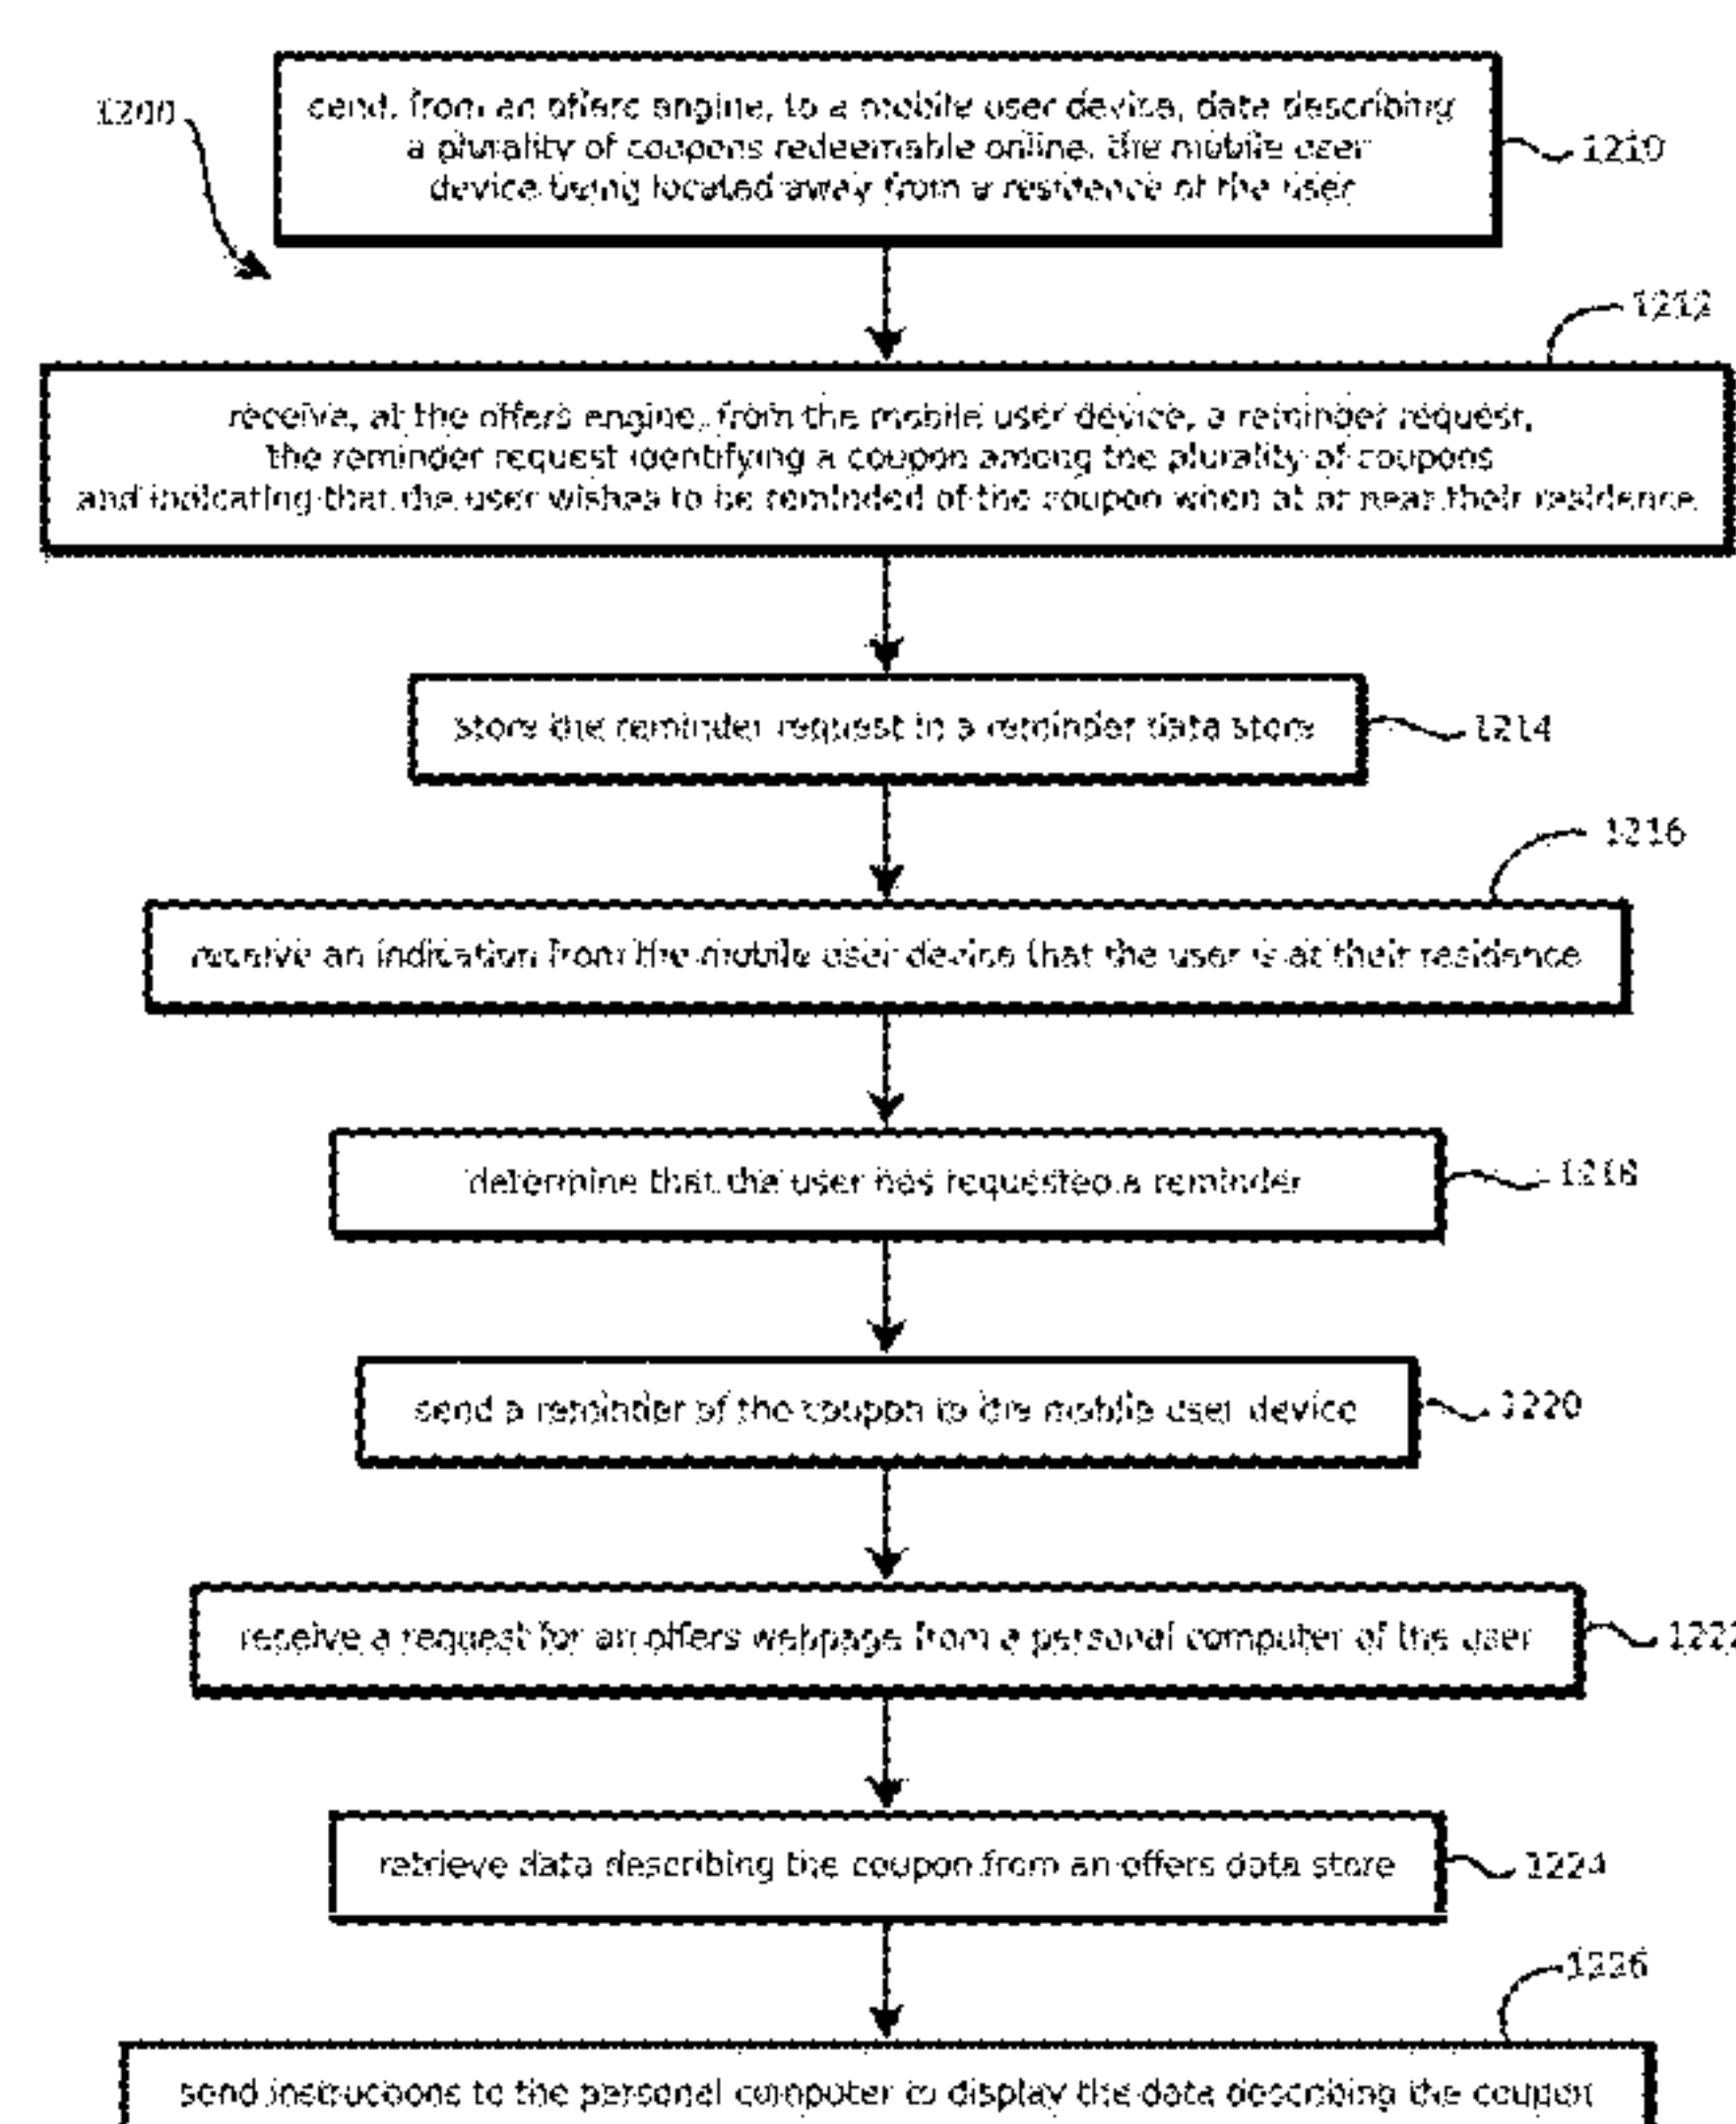 1200
send, from an offers engine, to a mobile user device, data describing
a plurality of coupons redeemable online, the mobile user
device being located away from a residence of the user
1210
1212
receive, at the offers engine, from the mobile user device, a reminder request,
the reminder request identifying a coupon among the plurality of coupons
and indicating that the user wishes to be reminded of the coupon when at or near their residence
store the reminder request in a reminder data store
1214
1216
receive an indication from the mobile user device that the user is at their residence
determine that the user has requested a reminder
1218
send a reminder of the coupon to the mobile user device
1220
receive a request for an offers webpage from a personal computer of the user
1222
retrieve data describing the coupon from an offers data store
1224
1226
send instructions to the personal computer to display the data describing the coupon